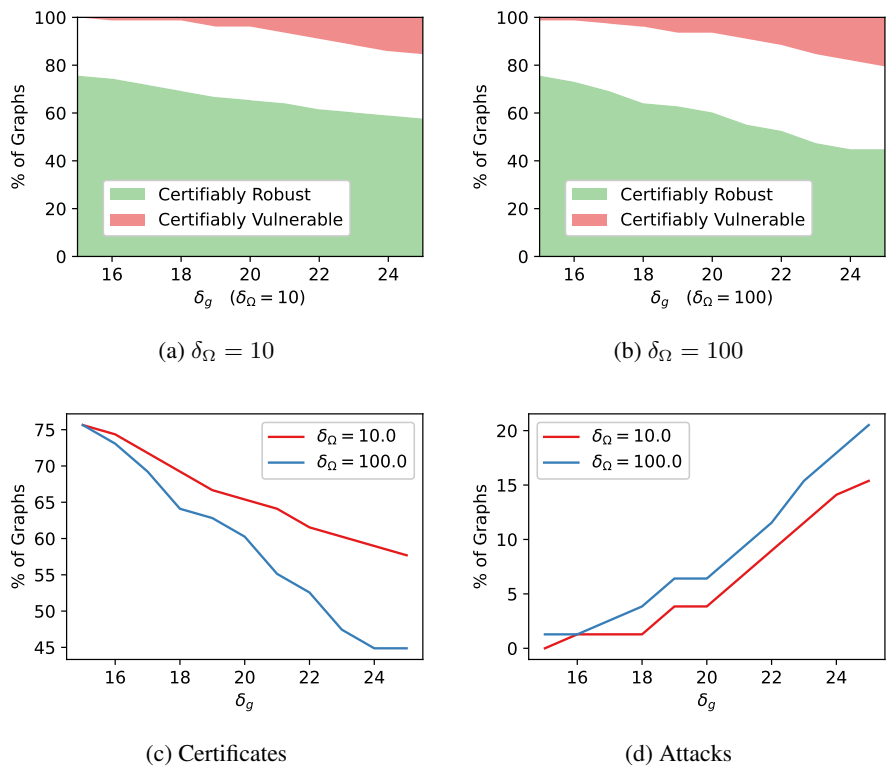 100
80
60
40
20
0
% of Graphs
Certifiably Robust
Certifiably Vulnerable
16 18 20 22 24
δg (δΩ = 10)
(a) δΩ = 10
100
80
60
40
20
0
% of Graphs
Certifiably Robust
Certifiably Vulnerable
16 18 20 22 24
δg (δΩ = 100)
(b) δΩ = 100
75
70
65
60
55
50
45
% of Graphs
δΩ = 10.0
δΩ = 100.0
16 18 20 22 24
δg
(c) Certificates
20
15
10
5
0
% of Graphs
δΩ = 10.0
δΩ = 100.0
16 18 20 22 24
δg
(d) Attacks